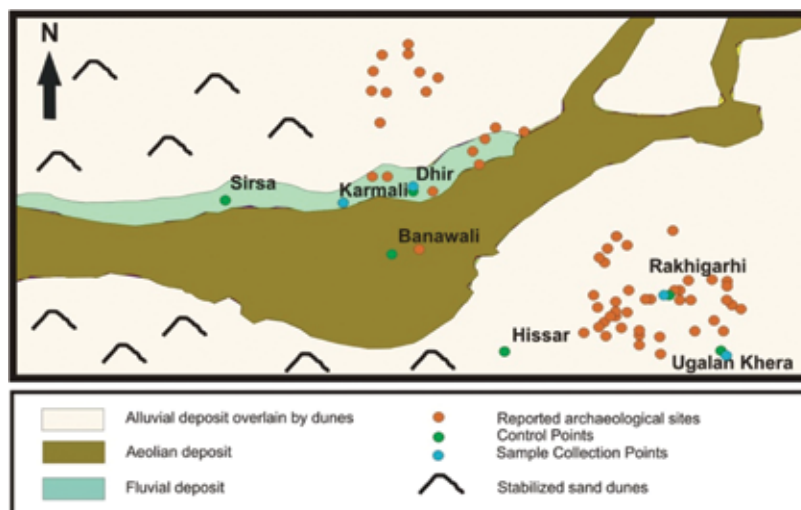 N
Sirsa
Karmali
Dhir
Banawali
Rakhigarhi
Hissar
Ugalan Khera
Alluvial deposit overlain by dunes
Aeolian deposit
Fluvial deposit
Reported archaeological sites
Control Points
Sample Collection Points
Stabilized sand dunes